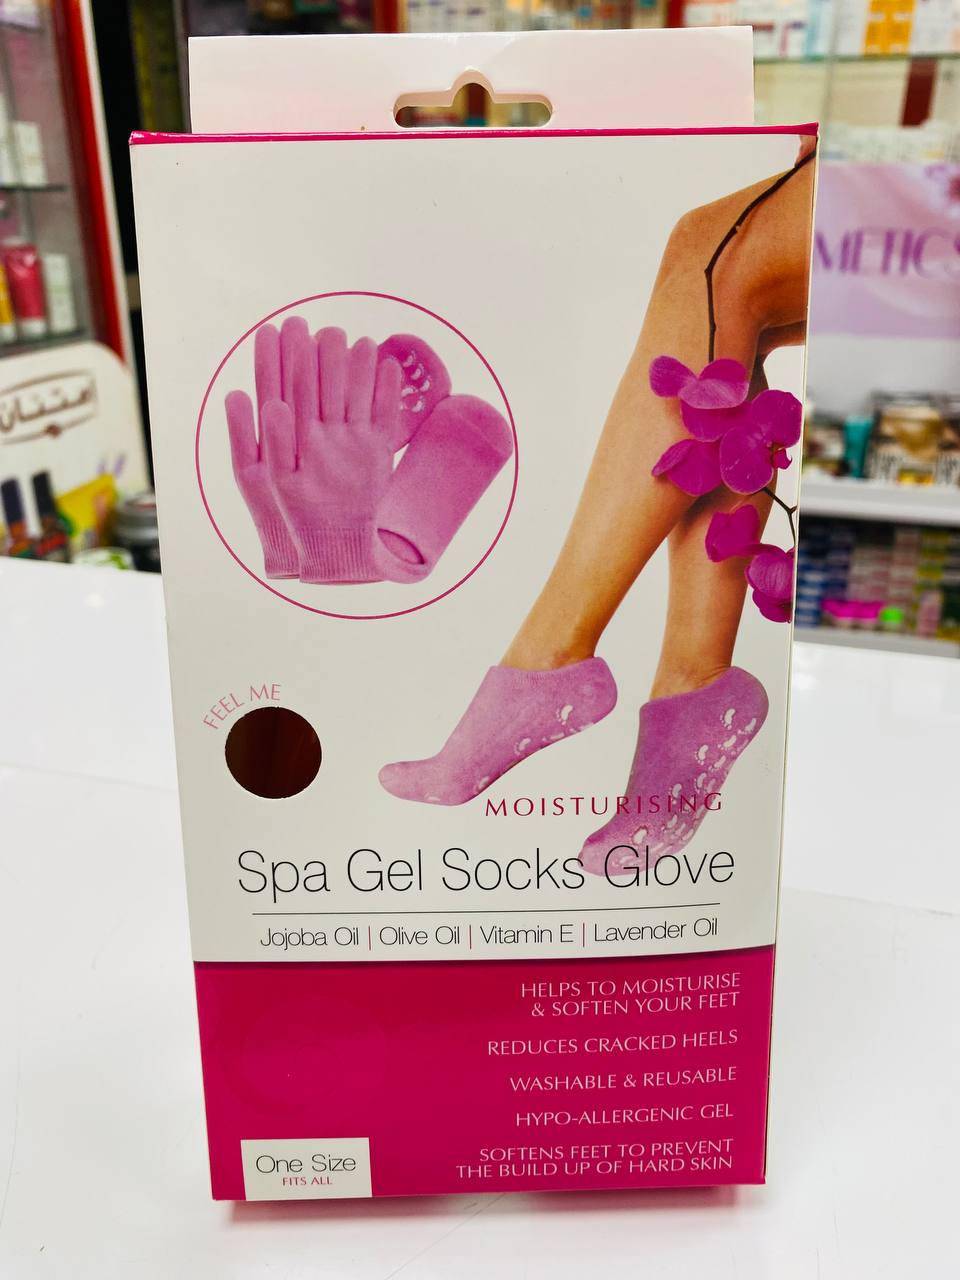 METICS
امتنان
FEEL ME
MOISTURISING
Spa Gel Socks Glove
Jojoba Oil | Olive Oil | Vitamin E | Lavender Oil
HELPS TO MOISTURISE
& SOFTEN YOUR FEET
REDUCES CRACKED HEELS
WASHABLE & REUSABLE
HYPO-ALLERGENIC GEL
SOFTENS FEET TO PREVENT
THE BUILD UP OF HARD SKIN
One Size
FITS ALL